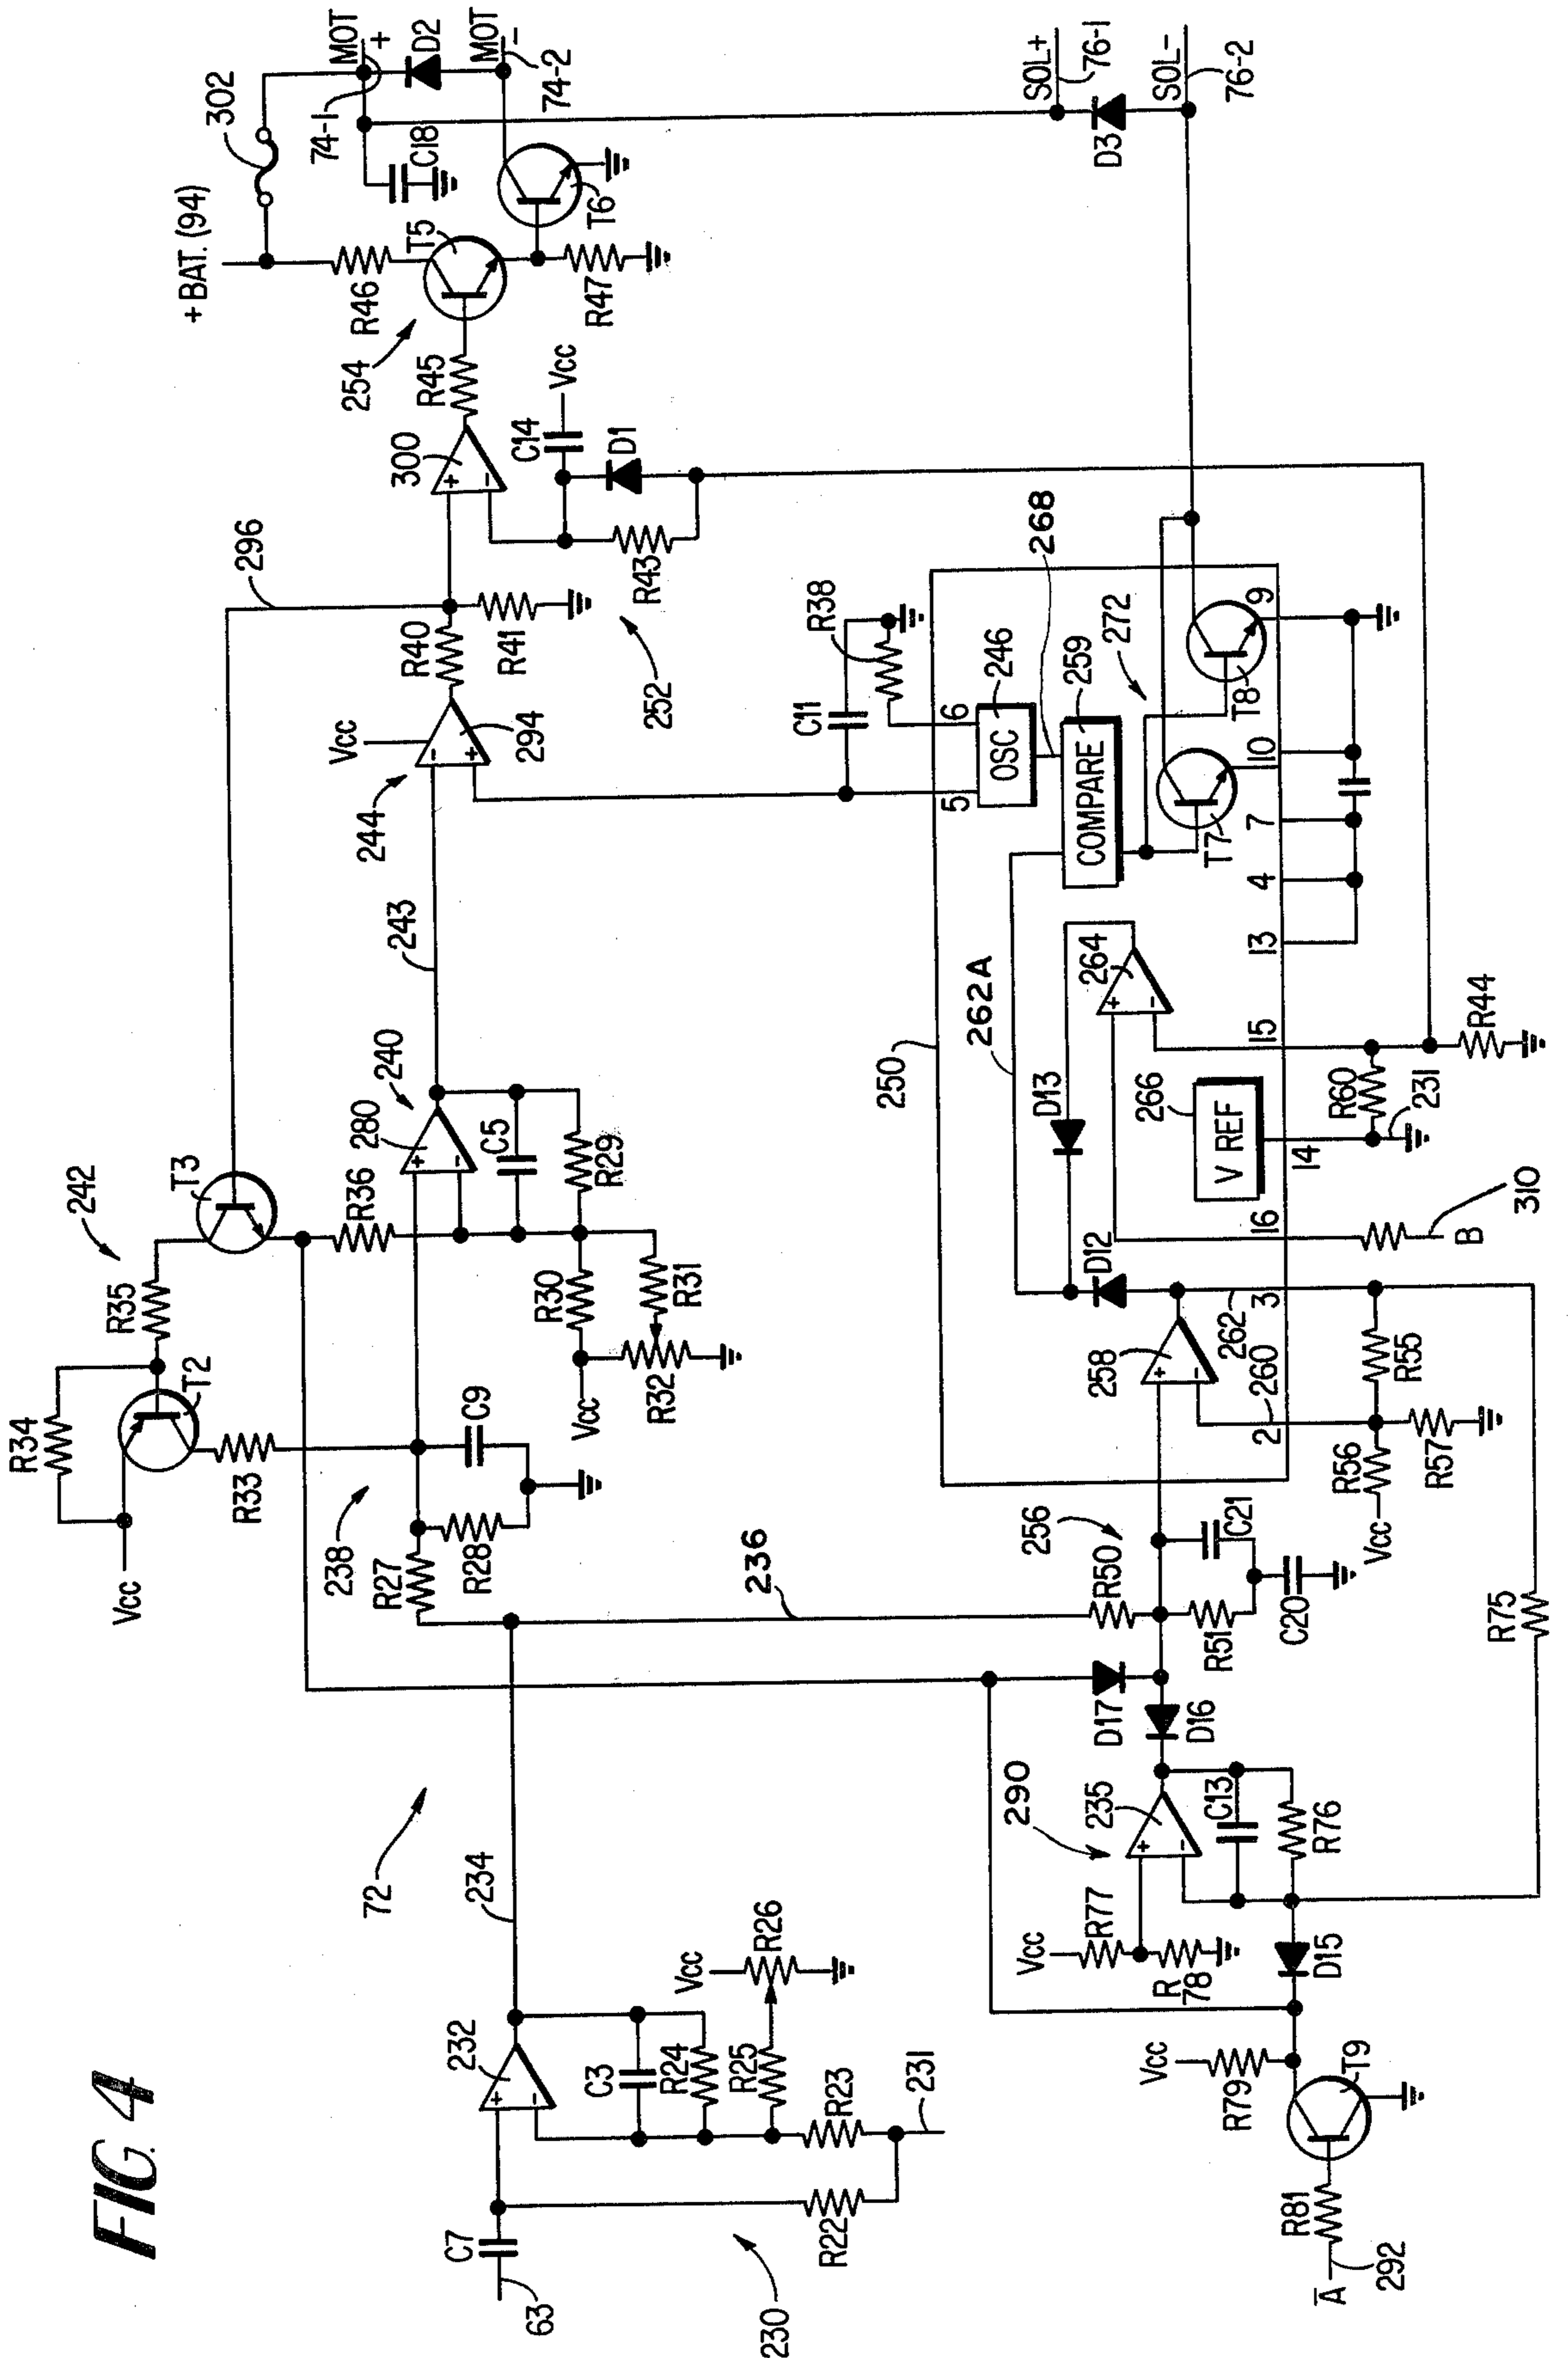 FIG. 4
72
+BAT. (94)
302
MOT
+
74-1
D2
MOT
-
74-2
C18
T5
T6
R46
R47
254
R45
300
+
-
Vcc
C14
D1
R43
252
296
R40
R41
Vcc
294
-
+
244
243
242
T3
R35
R34
T2
Vcc
R33
R36
240
280
+
-
C5
R29
R30
R31
R32
Vcc
C9
238
R27
R28
236
234
232
+
-
C3
R24
R25
R26
Vcc
R23
231
R22
C7
63
230
SOL+
76-1
D3
SOL-
76-2
C11
R38
268
6
5
OSC
246
COMPARE
259
272
T8
T7
9
10
7
4
13
262A
250
264
+
-
D13
15
266
V REF
14
R60
231
R44
16
310
B
D12
3
262
258
+
-
260
2
R55
R56
Vcc
R57
256
R50
C21
R51
C20
R75
D17
D16
290
235
+
-
C13
R76
Vcc
R77
R
78
D15
Vcc
R79
T9
R81
A̅
292